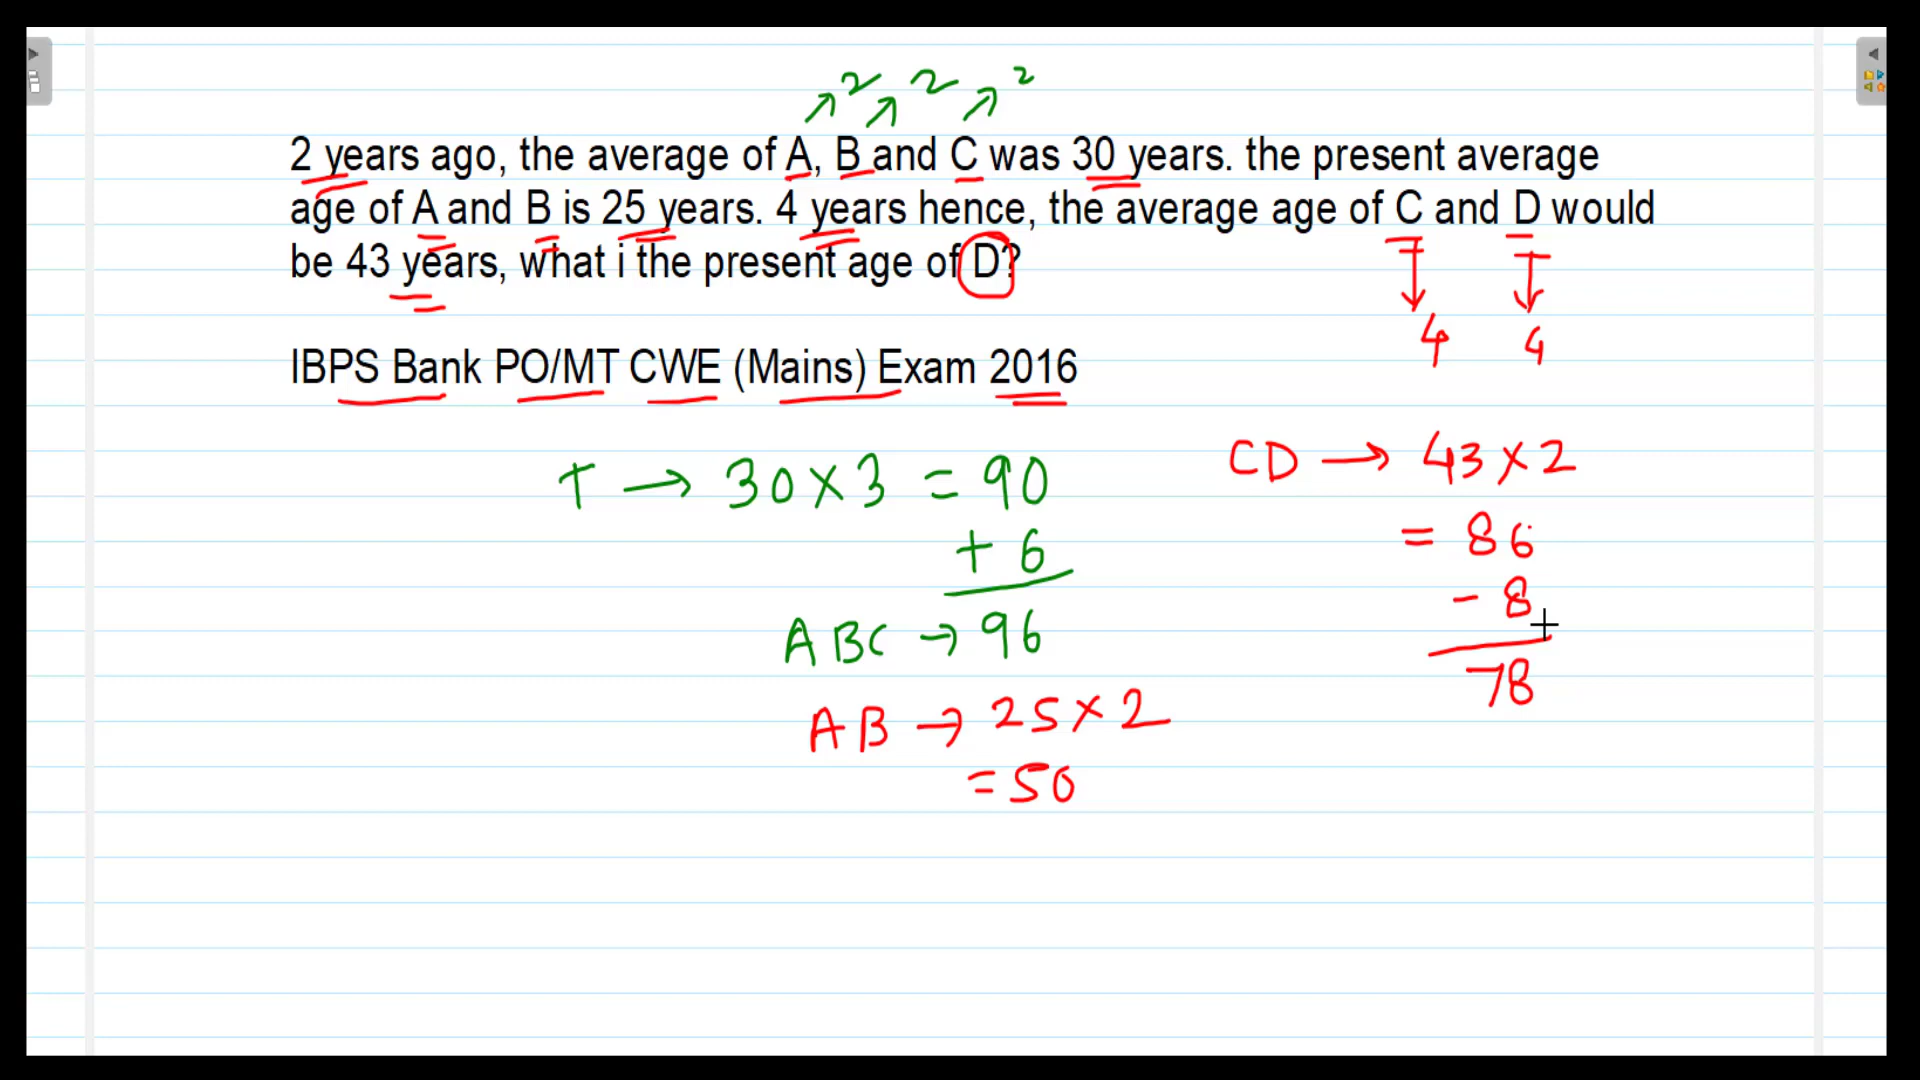 2 2 2
2 years ago, the average of A, B and C was 30 years. the present average
age of A and B is 25 years. 4 years hence, the average age of C and D would
be 43 years, what i the present age of D?
4 4
IBPS Bank PO/MT CWE (Mains) Exam 2016
T → 30 × 3 = 90
+ 6
ABC → 96
AB → 25 × 2
= 50
CD → 43 × 2
= 86
- 8
78